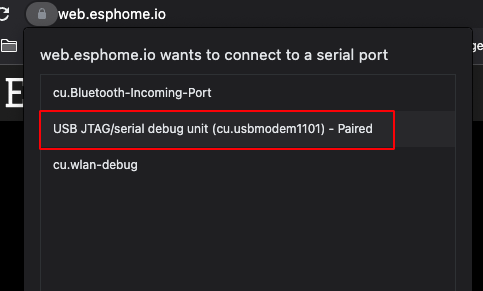 web.esphome.io
web.esphome.io wants to connect to a serial port
E
cu.Bluetooth-Incoming-Port
USB JTAG/serial debug unit (cu.usbmodem1101) - Paired
cu.wlan-debug